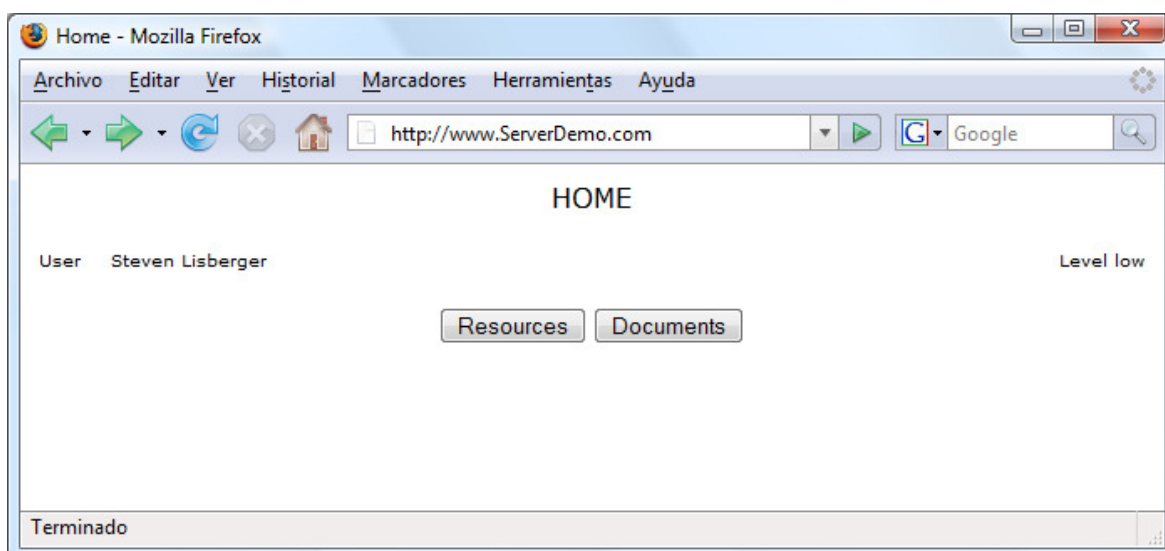 Home - Mozilla Firefox
Archivo Editar Ver Historial Marcadores Herramientas Ayuda
http://www.ServerDemo.com G Google
HOME
User Steven Lisberger Level low
Resources Documents
Terminado